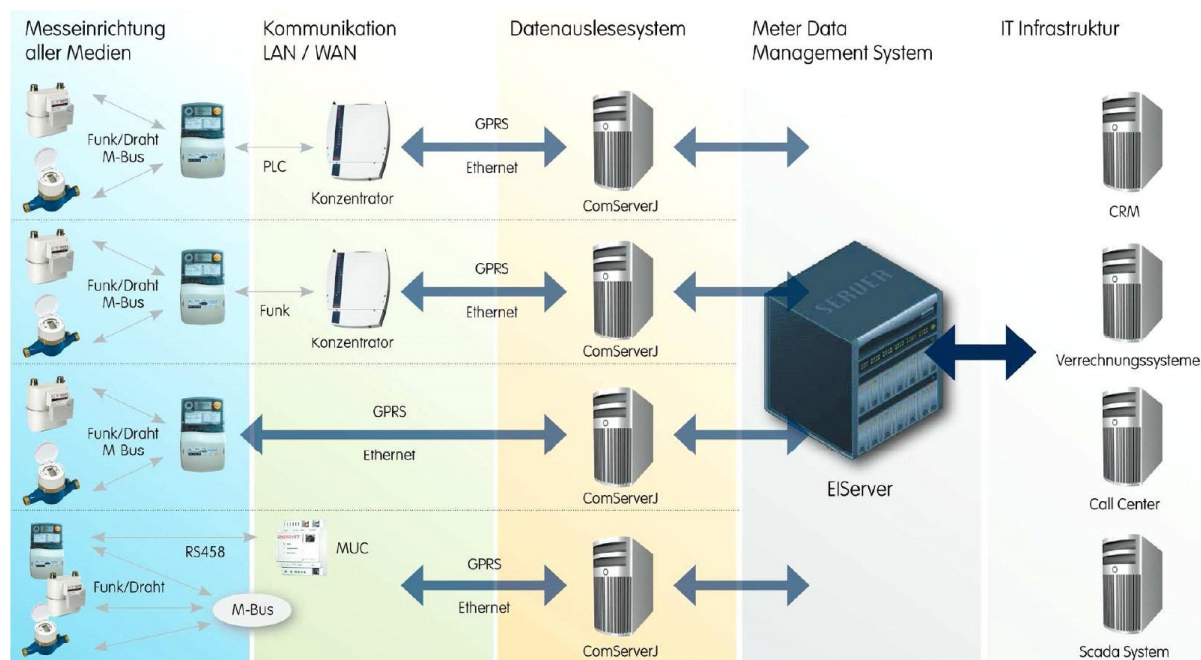 Messeinrichtung
aller Medien
Kommunikation
LAN / WAN
Datenauslesesystem
Meter Data
Management System
IT Infrastruktur
Funk/Draht
M-Bus
PLC
Konzentrator
GPRS
Ethernet
ComServerJ
CRM
Funk/Draht
M-Bus
Funk
Konzentrator
GPRS
Ethernet
ComServerJ
SERVER
Verrechnungssysteme
Funk/Draht
M-Bus
GPRS
Ethernet
ComServerJ
EIServer
Call Center
RS458
MUC
Funk/Draht
M-Bus
GPRS
Ethernet
ComServerJ
Scada System